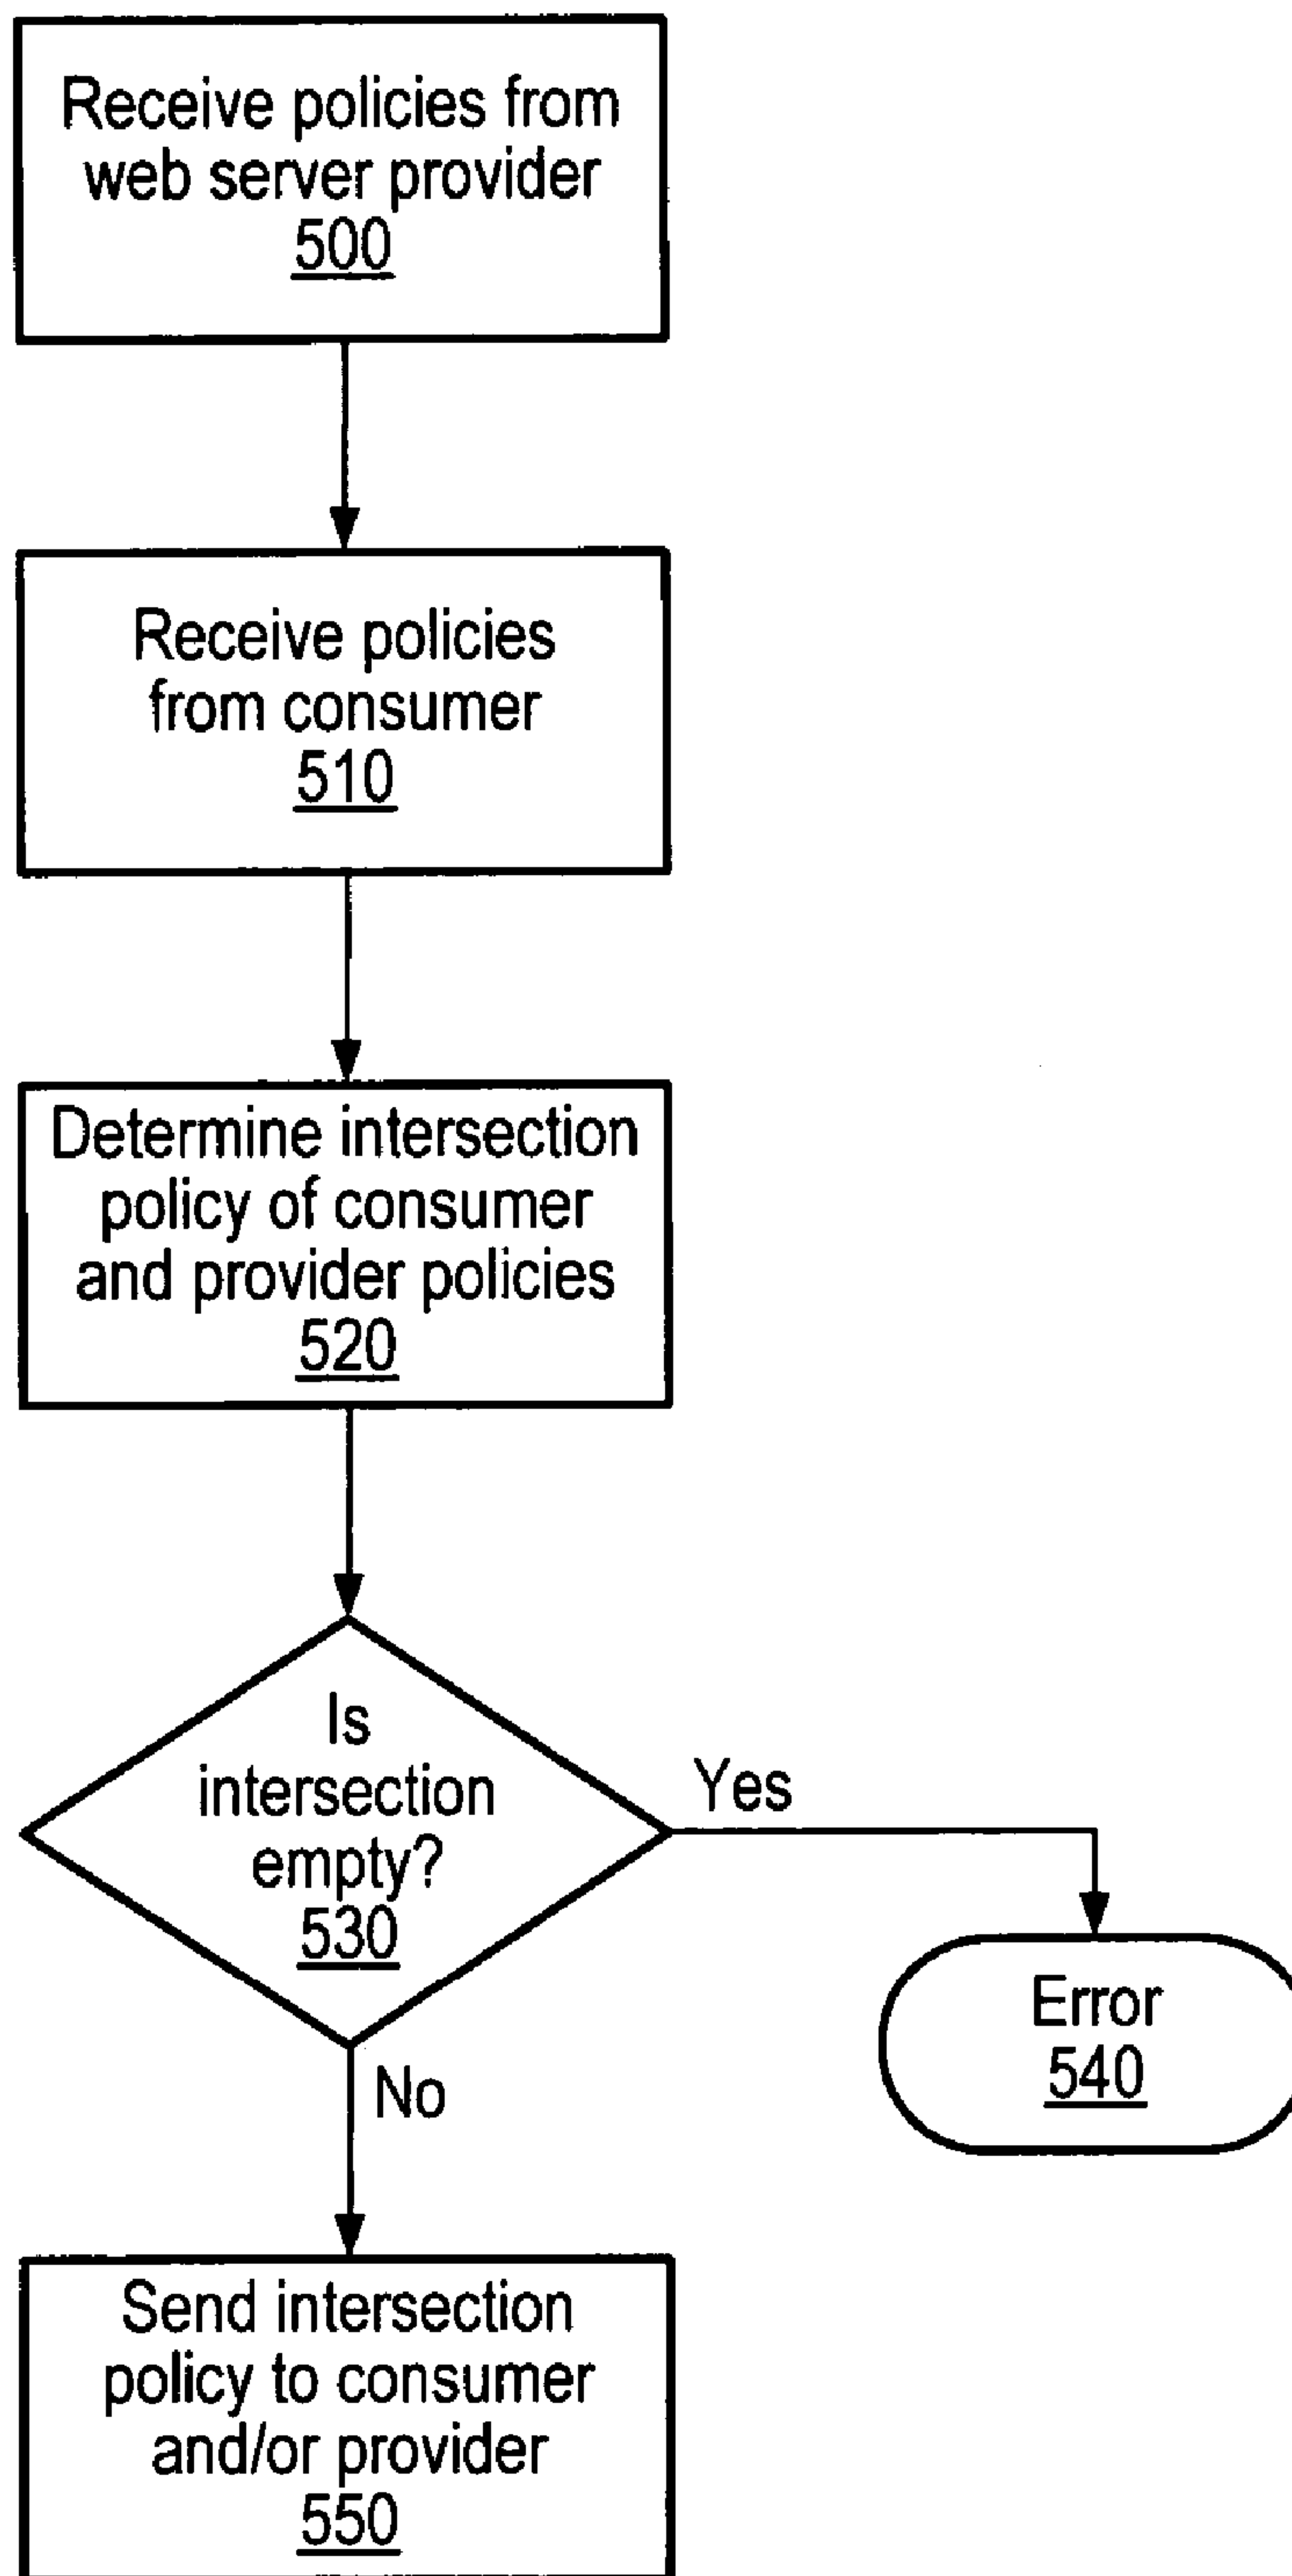 Receive policies from
web server provider
500
Receive policies
from consumer
510
Determine intersection
policy of consumer
and provider policies
520
Is
intersection
empty?
530
Yes
Error
540
No
Send intersection
policy to consumer
and/or provider
550